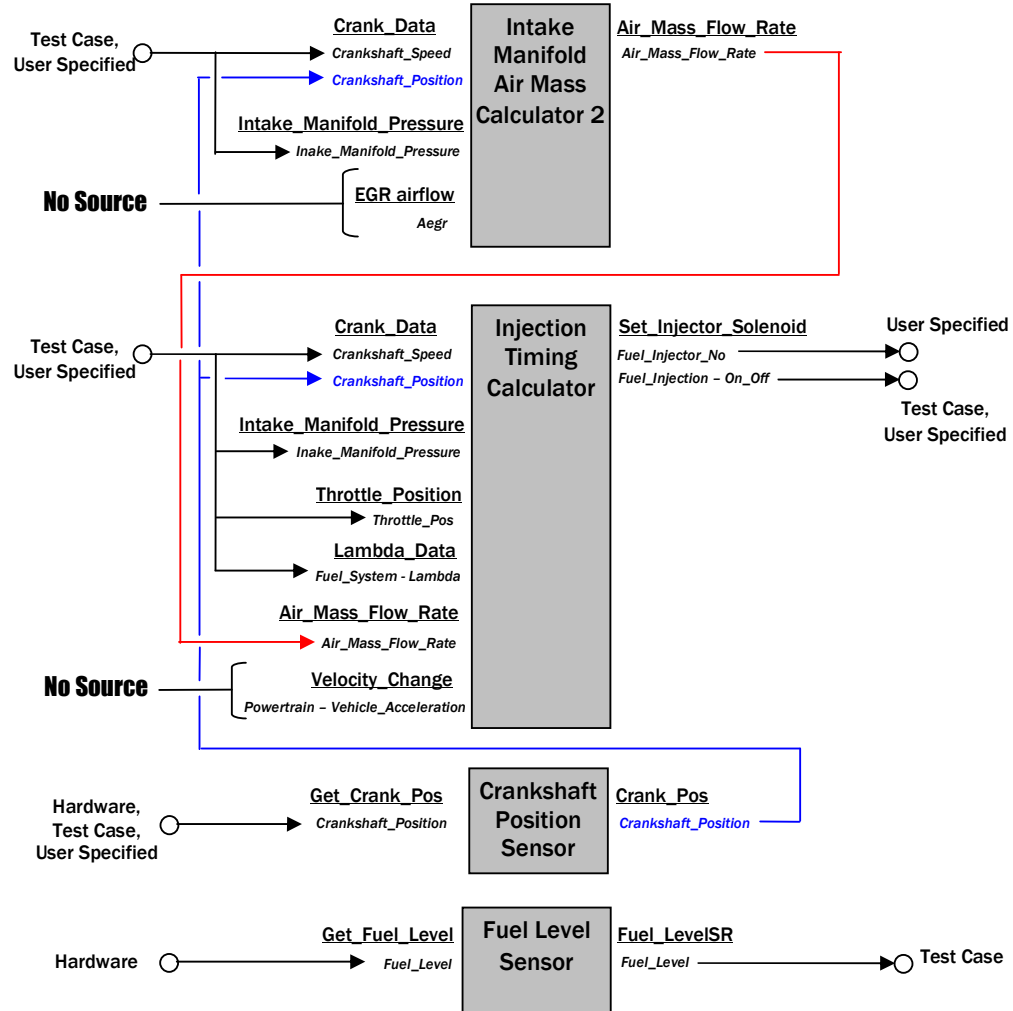 Test Case,
User Specified
Crank_Data
Crankshaft_Speed
Crankshaft_Position
Intake_Manifold_Pressure
Inake_Manifold_Pressure
No Source
EGR airflow
Aegr
Intake
Manifold
Air Mass
Calculator 2
Air_Mass_Flow_Rate
Air_Mass_Flow_Rate
Test Case,
User Specified
Crank_Data
Crankshaft_Speed
Crankshaft_Position
Intake_Manifold_Pressure
Inake_Manifold_Pressure
Throttle_Position
Throttle_Pos
Lambda_Data
Fuel_System - Lambda
Air_Mass_Flow_Rate
Air_Mass_Flow_Rate
No Source
Velocity_Change
Powertrain – Vehicle_Acceleration
Injection
Timing
Calculator
Set_Injector_Solenoid
Fuel_Injector_No
Fuel_Injection – On_Off
User Specified
Test Case,
User Specified
Hardware,
Test Case,
User Specified
Get_Crank_Pos
Crankshaft_Position
Crankshaft
Position
Sensor
Crank_Pos
Crankshaft_Position
Hardware
Get_Fuel_Level
Fuel_Level
Fuel Level
Sensor
Fuel_LevelSR
Fuel_Level
Test Case